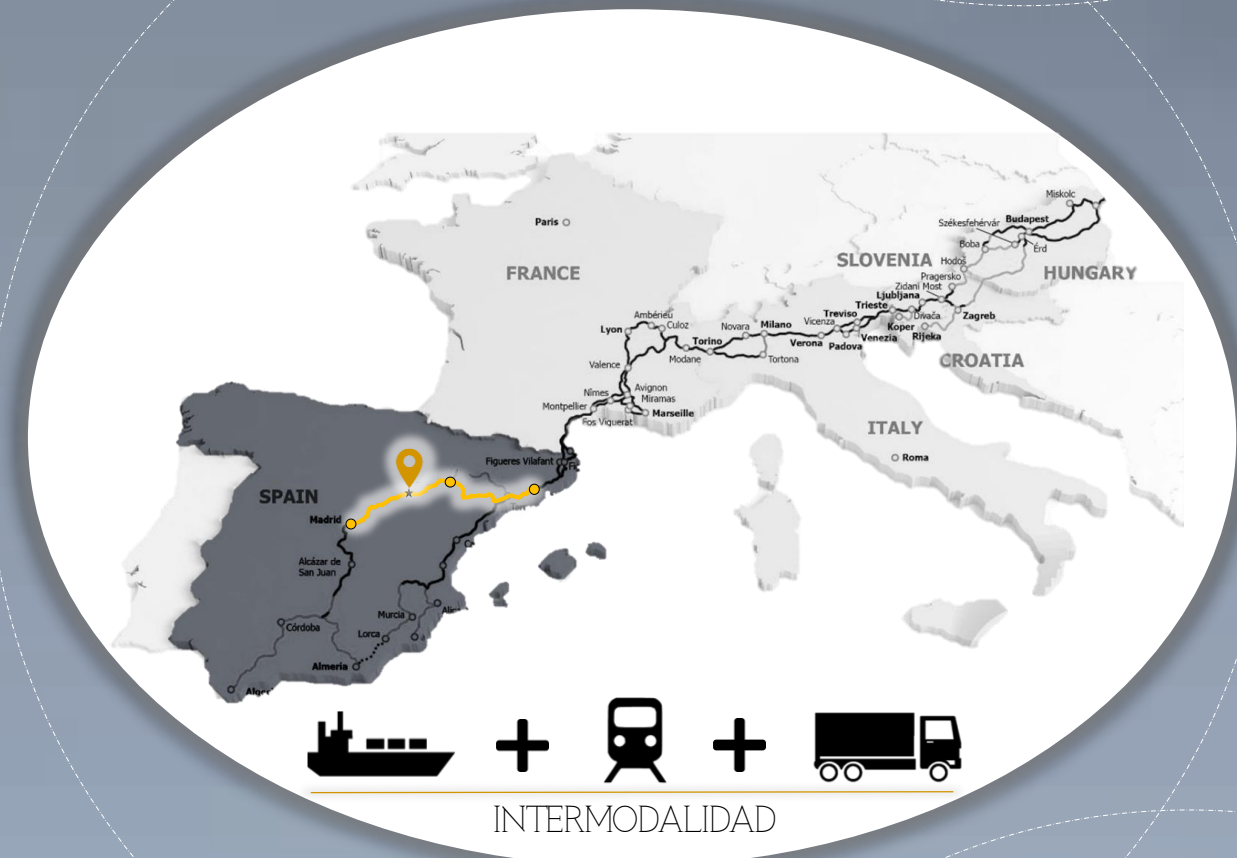 Miskolc
Székesfehérvár
Budapest
Paris
Érd
Boba
SLOVENIA
Hodoš
FRANCE
HUNGARY
Pragersko
Zidani Most
Ljubljana
Trieste
Treviso
Ambérieu
Divača
Zagreb
Novara
Milano
Vicenza
Culoz
Koper
Rijeka
Lyon
Torino
Verona
Venezia
Padova
Modane
Tortona
CROATIA
Valence
Avignon
Nîmes
Miramas
Montpellier
Marseille
Fos Viguerat
ITALY
Roma
Figueres Vilafant
SPAIN
Madrid
Alcázar de
San Juan
Murcia
Córdoba
Lorca
Almeria
INTERMODALIDAD